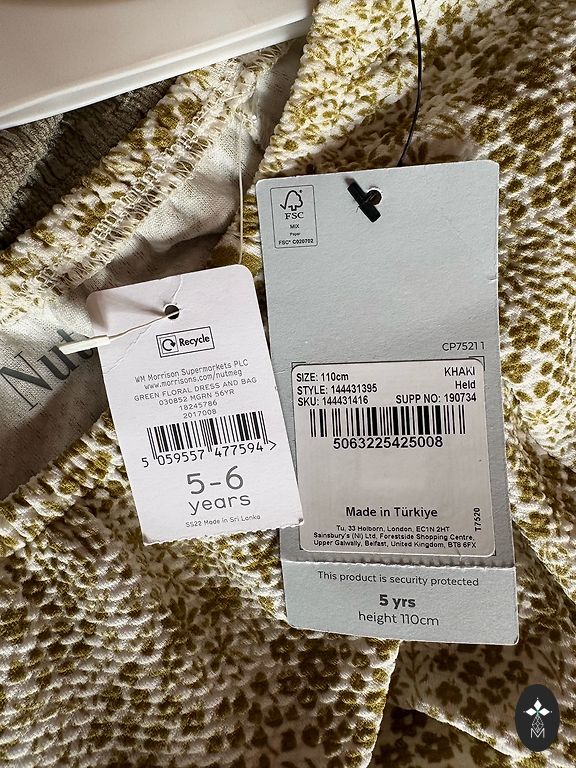 Nut
Recycle
WM Morrison Supermarkets PLC
www.morrisons.com/nutmeg
GREEN FLORAL DRESS AND BAG
030852 MGRN 56YR
18245786
2017008
5 059557 477594 >
5-6
years
SS22 Made in Sri Lanka
FSC
MIX
Paper
FSC® C020702
CP75211
SIZE: 110cm
KHAKI
STYLE: 144431395
Held
SKU: 144431416
SUPP NO: 190734
5063225425008
Made in Türkiye
T7520
Tu, 33 Holborn, London, EC1N 2HT
Sainsbury's (NI) Ltd, Forestside Shopping Centre,
Upper Galwally, Belfast, United Kingdom, BT8 6FX
This product is security protected
5 yrs
height 110cm
M